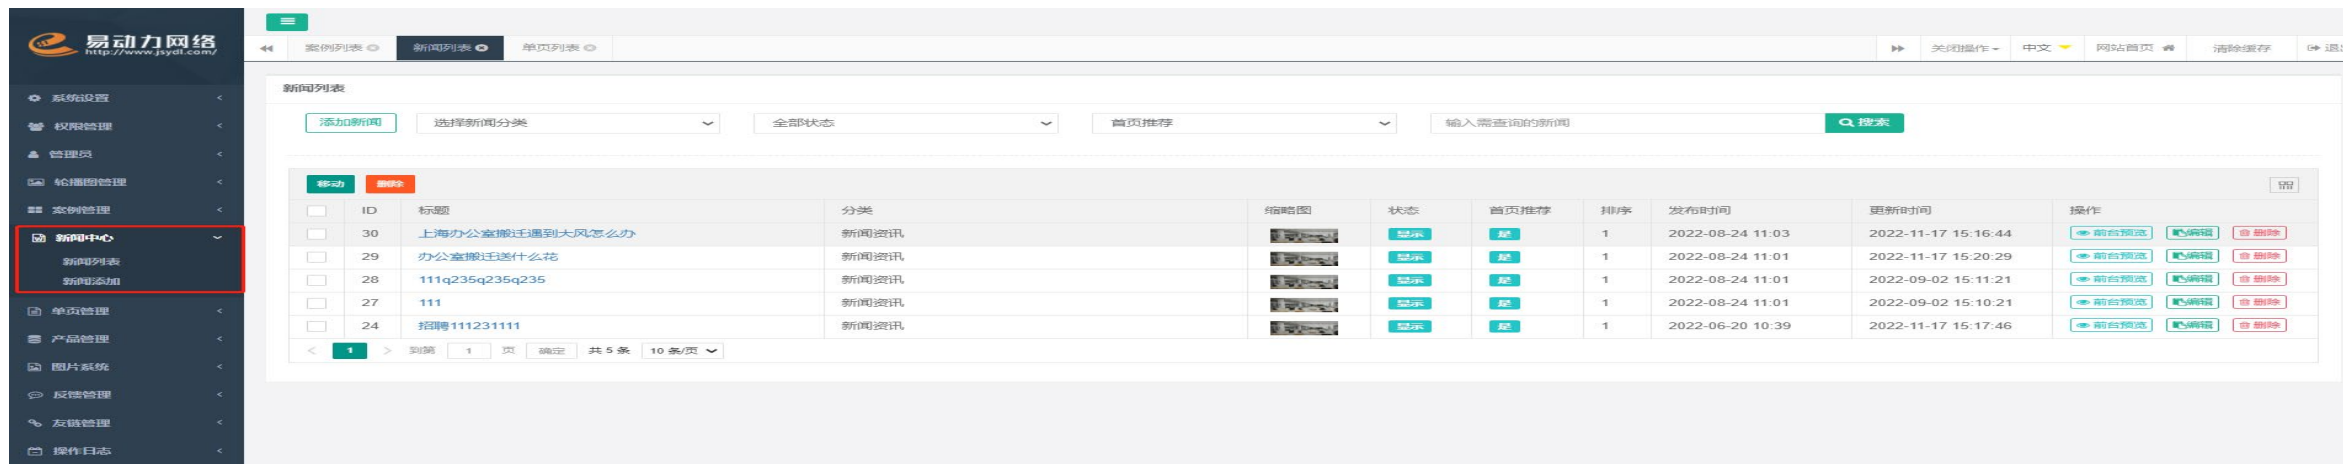 易动力网络
http://www.jsydl.com/
案例列表 新闻列表 单页列表 关闭操作 中文 网站首页 清除缓存
系统设置
权限管理
管理员
轮播图管理
案例管理
新闻中心
新闻列表
新闻添加
单页管理
产品管理
图片系统
反馈管理
友链管理
操作日志
新闻列表
添加新闻 选择新闻分类 全部状态 首页推荐 输入需查询的新闻 搜索
移动 删除
ID 标题 分类 缩略图 状态 首页推荐 排序 发布时间 更新时间 操作
30 上海办公室搬迁遇到大风怎么办 新闻资讯 显示 是 1 2022-08-24 11:03 2022-11-17 15:16:44 前台预览 编辑 删除
29 办公室搬迁送什么花 新闻资讯 显示 是 1 2022-08-24 11:01 2022-11-17 15:20:29 前台预览 编辑 删除
28 111q235q235q235 新闻资讯 显示 是 1 2022-08-24 11:01 2022-09-02 15:11:21 前台预览 编辑 删除
27 111 新闻资讯 显示 是 1 2022-08-24 11:01 2022-09-02 15:10:21 前台预览 编辑 删除
24 招聘111231111 新闻资讯 显示 是 1 2022-06-20 10:39 2022-11-17 15:17:46 前台预览 编辑 删除
< 1 > 到第 1 页 确定 共 5 条 10 条/页